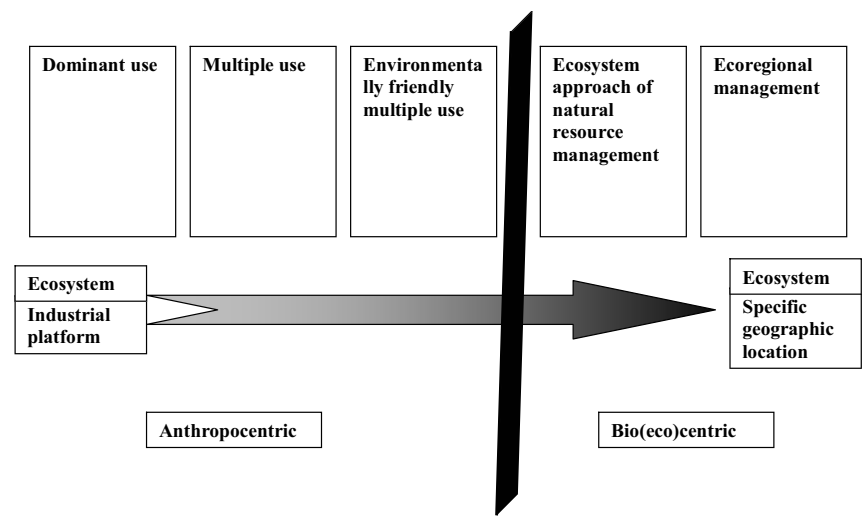 Dominant use
Multiple use
Environmenta
lly friendly
multiple use
Ecosystem
approach of
natural
resource
management
Ecoregional
management
Ecosystem
Industrial
platform
Ecosystem
Specific
geographic
location
Anthropocentric
Bio(eco)centric